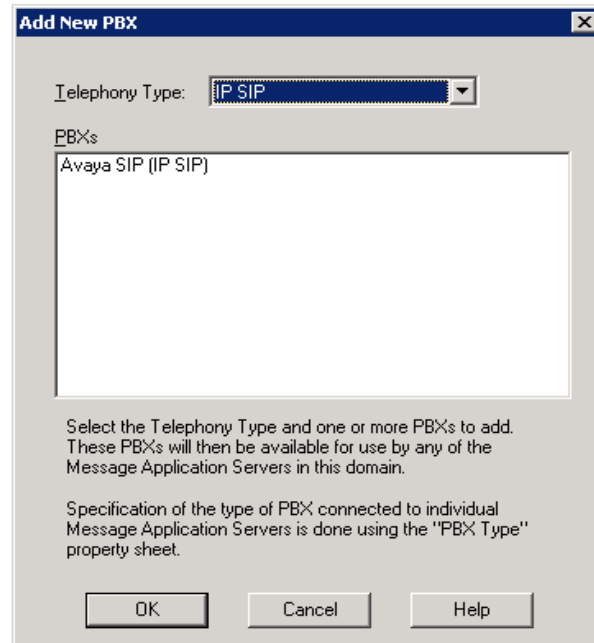 Add New PBX
Telephony Type: IP SIP
PBXs
Avaya SIP (IP SIP)
Select the Telephony Type and one or more PBXs to add.
These PBXs will then be available for use by any of the
Message Application Servers in this domain.
Specification of the type of PBX connected to individual
Message Application Servers is done using the "PBX Type"
property sheet.
OK Cancel Help